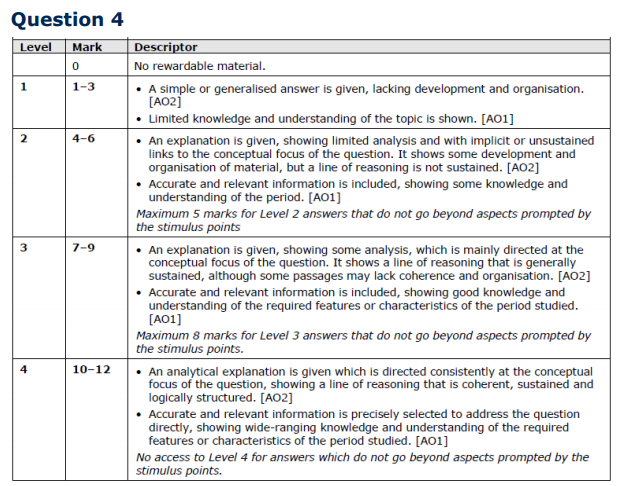 Question 4
Level Mark Descriptor
0 No rewardable material.
1 1–3 • A simple or generalised answer is given, lacking development and organisation.
[AO2]
• Limited knowledge and understanding of the topic is shown. [AO1]
2 4–6 • An explanation is given, showing limited analysis and with implicit or unsustained
links to the conceptual focus of the question. It shows some development and
organisation of material, but a line of reasoning is not sustained. [AO2]
• Accurate and relevant information is included, showing some knowledge and
understanding of the period. [AO1]
Maximum 5 marks for Level 2 answers that do not go beyond aspects prompted by
the stimulus points
3 7–9 • An explanation is given, showing some analysis, which is mainly directed at the
conceptual focus of the question. It shows a line of reasoning that is generally
sustained, although some passages may lack coherence and organisation. [AO2]
• Accurate and relevant information is included, showing good knowledge and
understanding of the required features or characteristics of the period studied.
[AO1]
Maximum 8 marks for Level 3 answers that do not go beyond aspects prompted by
the stimulus points.
4 10–12 • An analytical explanation is given which is directed consistently at the conceptual
focus of the question, showing a line of reasoning that is coherent, sustained and
logically structured. [AO2]
• Accurate and relevant information is precisely selected to address the question
directly, showing wide-ranging knowledge and understanding of the required
features or characteristics of the period studied. [AO1]
No access to Level 4 for answers which do not go beyond aspects prompted by the
stimulus points.